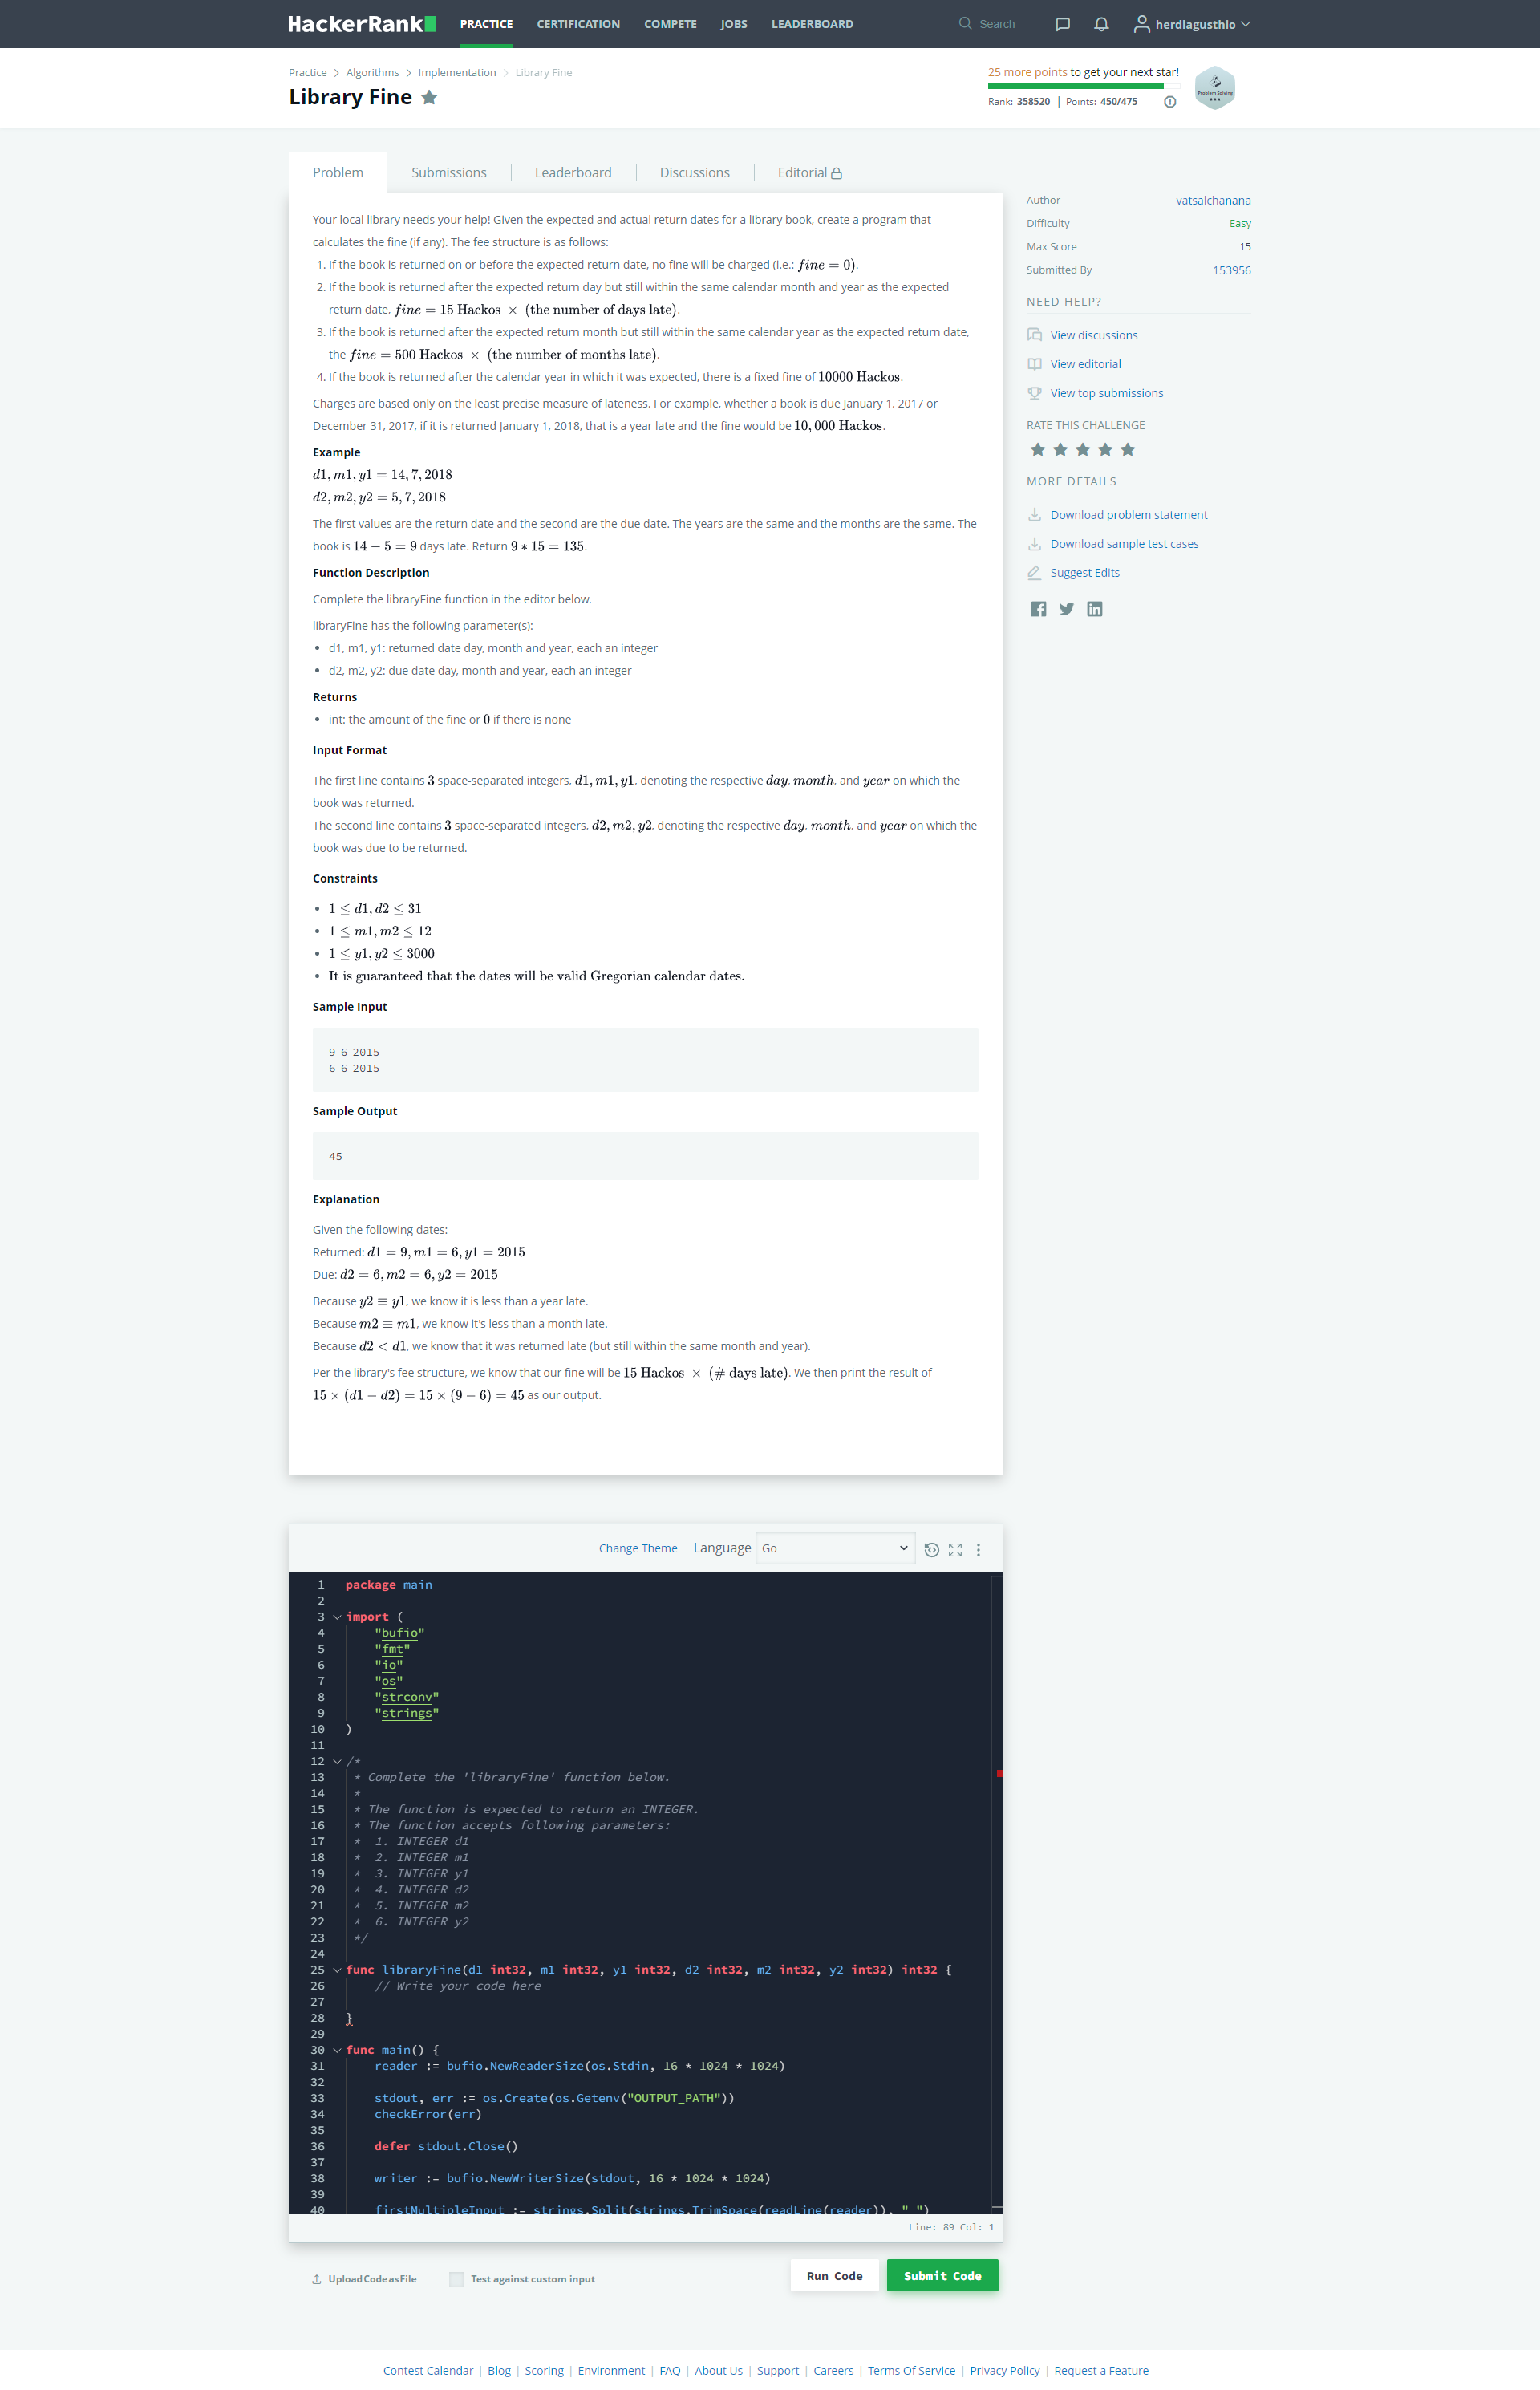 HackerRank PRACTICE CERTIFICATION COMPETE JOBS LEADERBOARD Search herdiagusthio
Practice > Algorithms > Implementation > Library Fine
Library Fine
25 more points to get your next star!
Rank: 358520 | Points: 450/475
Problem Solving
Problem Submissions Leaderboard Discussions Editorial
Your local library needs your help! Given the expected and actual return dates for a library book, create a program that
calculates the fine (if any). The fee structure is as follows:
1. If the book is returned on or before the expected return date, no fine will be charged (i.e.: fine = 0).
2. If the book is returned after the expected return day but still within the same calendar month and year as the expected
return date, fine = 15 Hackos × (the number of days late).
3. If the book is returned after the expected return month but still within the same calendar year as the expected return date,
the fine = 500 Hackos × (the number of months late).
4. If the book is returned after the calendar year in which it was expected, there is a fixed fine of 10000 Hackos.
Charges are based only on the least precise measure of lateness. For example, whether a book is due January 1, 2017 or
December 31, 2017, if it is returned January 1, 2018, that is a year late and the fine would be 10, 000 Hackos.
Example
d1, m1, y1 = 14, 7, 2018
d2, m2, y2 = 5, 7, 2018
The first values are the return date and the second are the due date. The years are the same and the months are the same. The
book is 14 − 5 = 9 days late. Return 9 ∗ 15 = 135.
Function Description
Complete the libraryFine function in the editor below.
libraryFine has the following parameter(s):
• d1, m1, y1: returned date day, month and year, each an integer
• d2, m2, y2: due date day, month and year, each an integer
Returns
• int: the amount of the fine or 0 if there is none
Input Format
The first line contains 3 space-separated integers, d1, m1, y1, denoting the respective day, month, and year on which the
book was returned.
The second line contains 3 space-separated integers, d2, m2, y2, denoting the respective day, month, and year on which the
book was due to be returned.
Constraints
• 1 ≤ d1, d2 ≤ 31
• 1 ≤ m1, m2 ≤ 12
• 1 ≤ y1, y2 ≤ 3000
• It is guaranteed that the dates will be valid Gregorian calendar dates.
Sample Input
9 6 2015
6 6 2015
Sample Output
45
Explanation
Given the following dates:
Returned: d1 = 9, m1 = 6, y1 = 2015
Due: d2 = 6, m2 = 6, y2 = 2015
Because y2 ≡ y1, we know it is less than a year late.
Because m2 ≡ m1, we know it's less than a month late.
Because d2 < d1, we know that it was returned late (but still within the same month and year).
Per the library's fee structure, we know that our fine will be 15 Hackos × (# days late). We then print the result of
15 × (d1 − d2) = 15 × (9 − 6) = 45 as our output.
Author vatsalchanana
Difficulty Easy
Max Score 15
Submitted By 153956
NEED HELP?
View discussions
View editorial
View top submissions
RATE THIS CHALLENGE
MORE DETAILS
Download problem statement
Download sample test cases
Suggest Edits
Change Theme Language Go
1 package main
2
3 import (
4 "bufio"
5 "fmt"
6 "io"
7 "os"
8 "strconv"
9 "strings"
10 )
11
12 /*
13 * Complete the 'libraryFine' function below.
14 *
15 * The function is expected to return an INTEGER.
16 * The function accepts following parameters:
17 * 1. INTEGER d1
18 * 2. INTEGER m1
19 * 3. INTEGER y1
20 * 4. INTEGER d2
21 * 5. INTEGER m2
22 * 6. INTEGER y2
23 */
24
25 func libraryFine(d1 int32, m1 int32, y1 int32, d2 int32, m2 int32, y2 int32) int32 {
26 // Write your code here
27
28 }
29
30 func main() {
31 reader := bufio.NewReaderSize(os.Stdin, 16 * 1024 * 1024)
32
33 stdout, err := os.Create(os.Getenv("OUTPUT_PATH"))
34 checkError(err)
35
36 defer stdout.Close()
37
38 writer := bufio.NewWriterSize(stdout, 16 * 1024 * 1024)
39
40 firstMultipleInput := strings.Split(strings.TrimSpace(readLine(reader)), " ")
Line: 89 Col: 1
Upload Code as File Test against custom input Run Code Submit Code
Contest Calendar | Blog | Scoring | Environment | FAQ | About Us | Support | Careers | Terms Of Service | Privacy Policy | Request a Feature